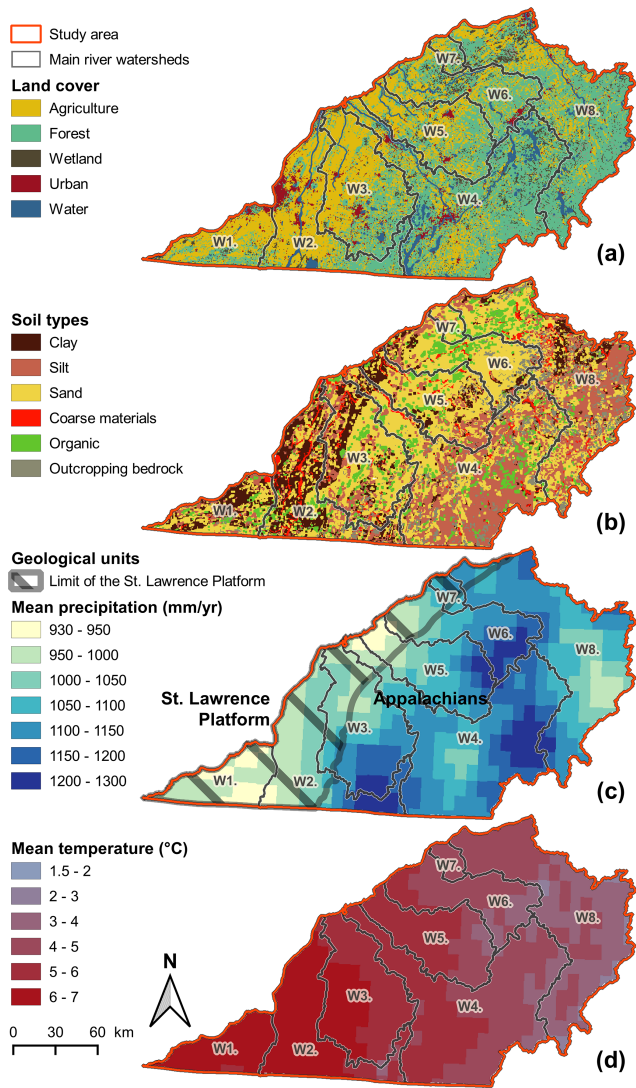 Study area
Main river watersheds
Land cover
Agriculture
Forest
Wetland
Urban
Water
W7.
W6.
W8.
W5.
W3.
W4.
W1.
W2.
(a)
Soil types
Clay
Silt
Sand
Coarse materials
Organic
Outcropping bedrock
W7.
W6.
W8.
W5.
W3.
W4.
W1.
W2.
(b)
Geological units
Limit of the St. Lawrence Platform
Mean precipitation (mm/yr)
930 - 950
950 - 1000
1000 - 1050
1050 - 1100
1100 - 1150
1150 - 1200
1200 - 1300
W7.
W6.
W8.
W5.
St. Lawrence
Platform
Appalachians
W3.
W4.
W1.
W2.
(c)
Mean temperature (°C)
1.5 - 2
2 - 3
3 - 4
4 - 5
5 - 6
6 - 7
W7.
W6.
W8.
W5.
W3.
W4.
W1.
W2.
N
0 30 60 km
(d)